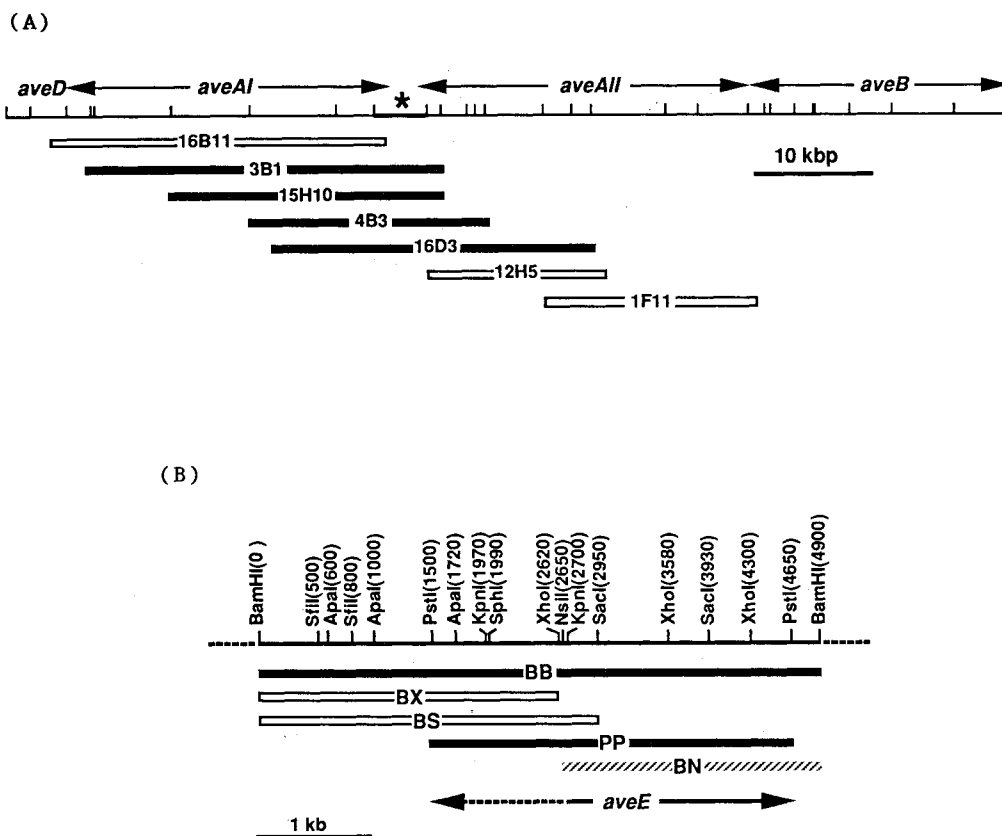 (A)
aveD aveAI * aveAII aveB
16B11
10 kbp
3B1
15H10
4B3
16D3
12H5
1F11
(B)
BamHI(0)
SfiI(500)
ApaI(600)
SfiI(800)
ApaI(1000)
PstI(1500)
ApaI(1720)
KpnI(1970)
SphI(1990)
XhoI(2620)
NsiI(2650)
KpnI(2700)
SacI(2950)
XhoI(3580)
SacI(3930)
XhoI(4300)
PstI(4650)
BamHI(4900)
BB
BX
BS
PP
BN
aveE
1 kb